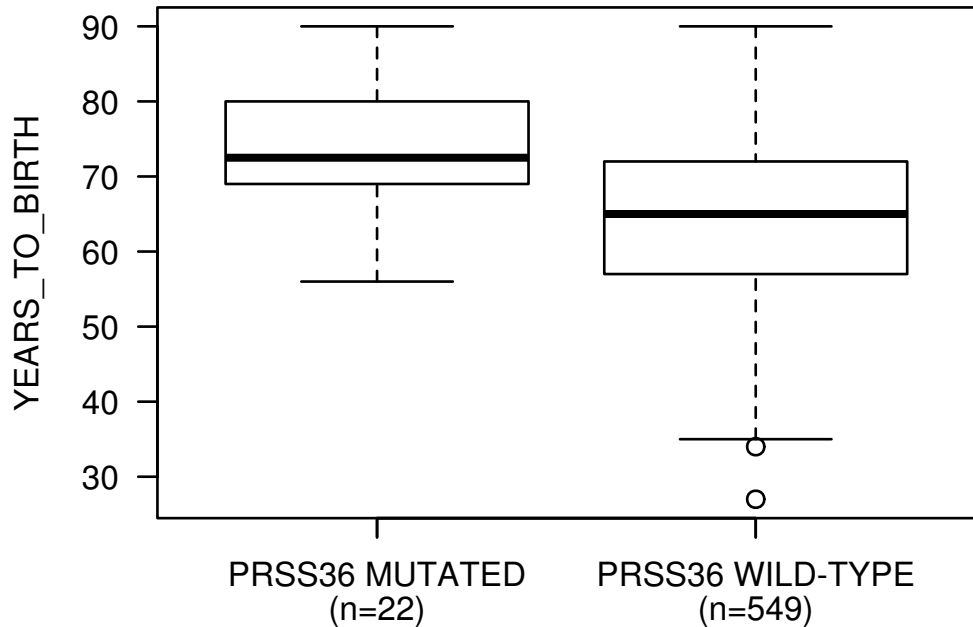 YEARS_TO_BIRTH
90
80
70
60
50
40
30
PRSS36 MUTATED
(n=22)
PRSS36 WILD-TYPE
(n=549)